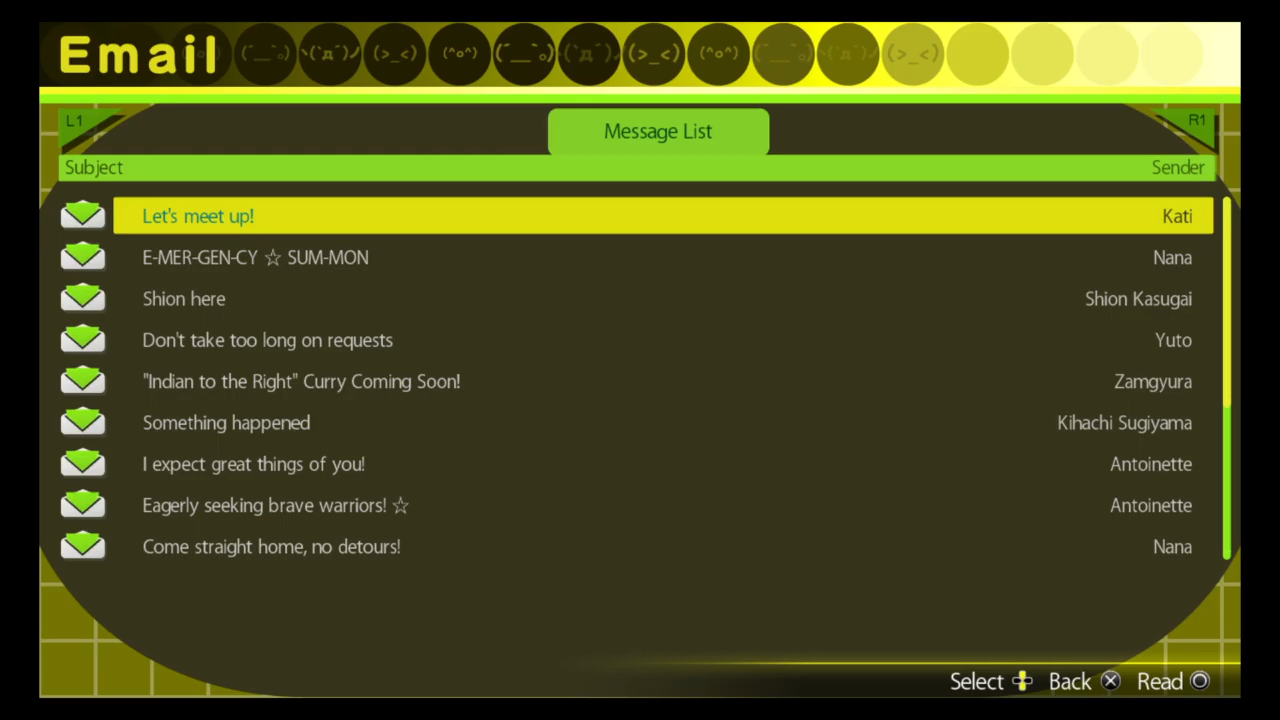 Email
L1
Message List
R1
Subject Sender
Let's meet up! Kati
E-MER-GEN-CY ☆ SUM-MON Nana
Shion here Shion Kasugai
Don't take too long on requests Yuto
"Indian to the Right" Curry Coming Soon! Zamgyura
Something happened Kihachi Sugiyama
I expect great things of you! Antoinette
Eagerly seeking brave warriors! ☆ Antoinette
Come straight home, no detours! Nana
Select Back Read